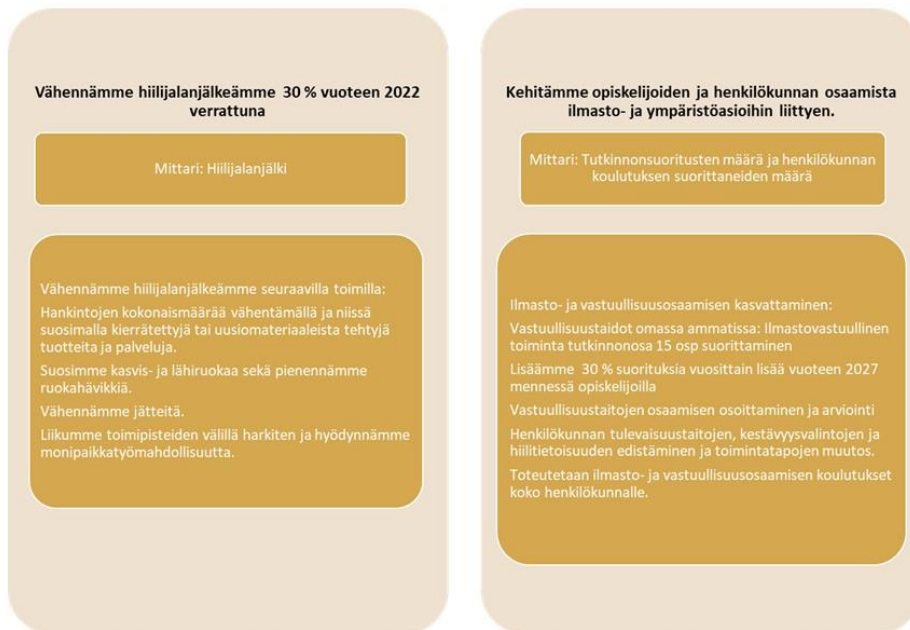 Vähennämme hiilijalanjälkeämme 30 % vuoteen 2022
verrattuna
Mittari: Hiilijalanjälki
Vähennämme hiilijalanjälkeämme seuraavilla toimilla:
Hankintojen kokonaismäärää vähentämällä ja niissä
suosimalla kierrätettyjä tai uusiomateriaaleista tehtyjä
tuotteita ja palveluja.
Suosimme kasvis- ja lähiruokaa sekä pienennämme
ruokahävikkiä.
Vähennämme jätteitä.
Liikumme toimipisteiden välillä harkiten ja hyödynnämme
monipaikkatyömahdollisuutta.
Kehitämme opiskelijoiden ja henkilökunnan osaamista
ilmasto- ja ympäristöasioihin liittyen.
Mittari: Tutkinnonsuoritusten määrä ja henkilökunnan
koulutuksen suorittaneiden määrä
Ilmasto- ja vastuullisuusosaamisen kasvattaminen:
Vastuullisuustaidot omassa ammatissa: Ilmastovastuullinen
toiminta tutkinnonosa 15 osp suorittaminen
Lisäämme 30 % suorituksia vuosittain lisää vuoteen 2027
mennessä opiskelijoilla
Vastuullisuustaitojen osaamisen osoittaminen ja arviointi
Henkilökunnan tulevaisuustaitojen, kestävyysvalintojen ja
hiilitietoisuuden edistäminen ja toimintatapojen muutos.
Toteutetaan ilmasto- ja vastuullisuusosaamisen koulutukset
koko henkilökunnalle.